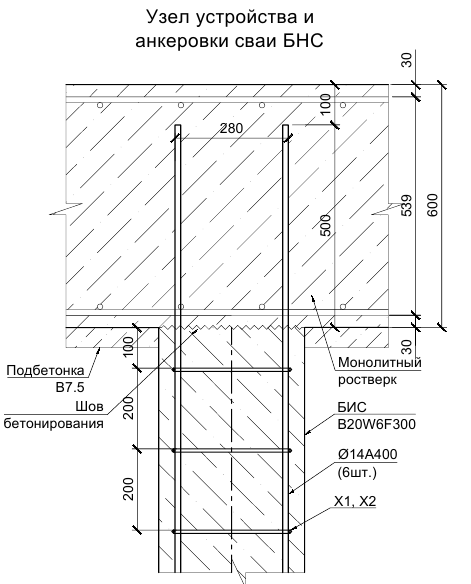 Узел устройства и
анкеровки сваи БНС
30
100
280
500
539
600
30
100
Подбетонка
В7.5
Шов
бетонирования
200
200
Монолитный
ростверк
БИС
B20W6F300
Ø14А400
(6шт.)
X1, X2